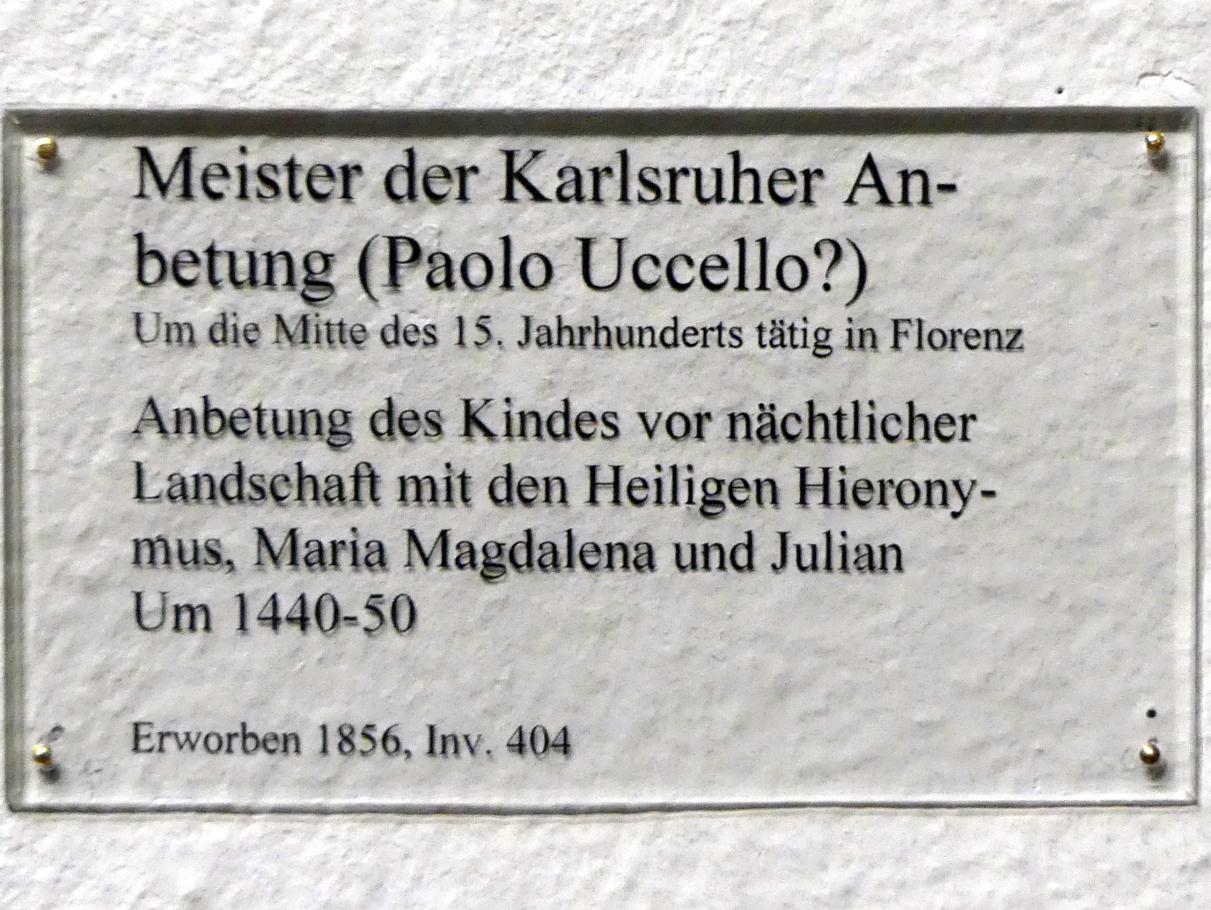 Meister der Karlsruher An-
betung (Paolo Uccello?)
Um die Mitte des 15. Jahrhunderts tätig in Florenz
Anbetung des Kindes vor nächtlicher
Landschaft mit den Heiligen Hierony-
mus, Maria Magdalena und Julian
Um 1440-50
Erworben 1856, Inv. 404